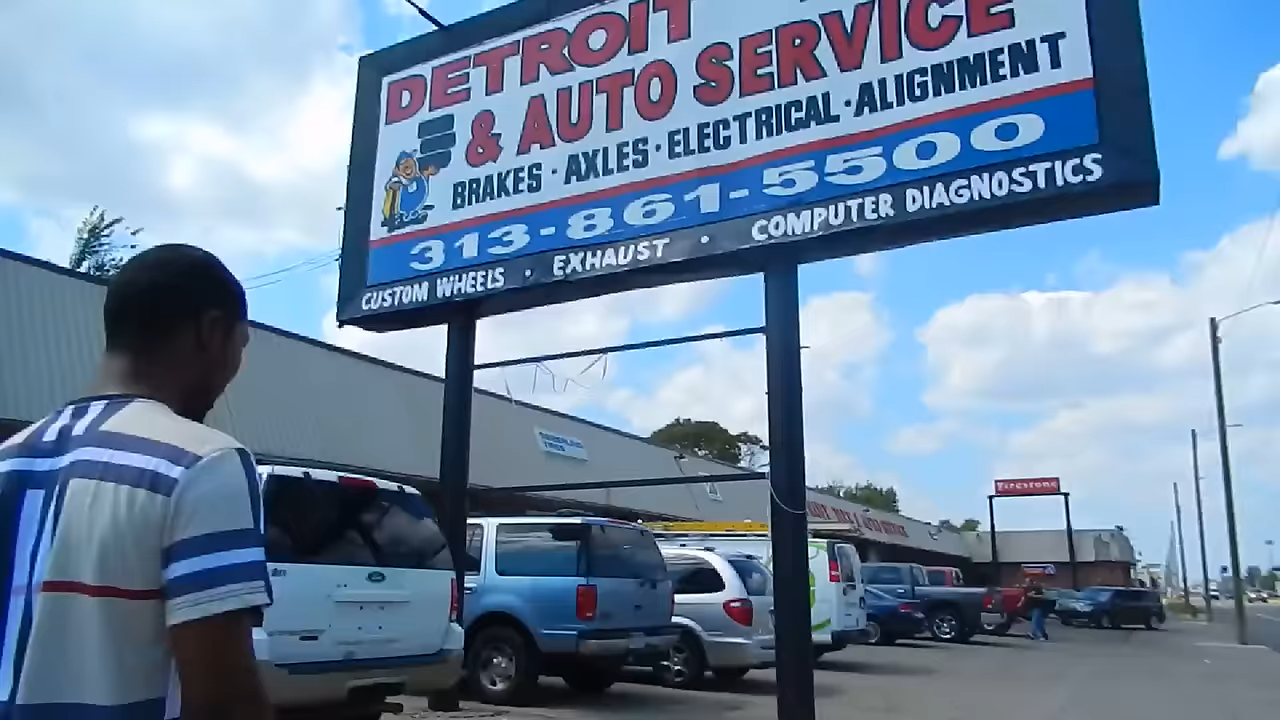 DETROIT
& AUTO SERVICE
BRAKES · AXLES · ELECTRICAL · ALIGNMENT
313-861-5500
CUSTOM WHEELS · EXHAUST · COMPUTER DIAGNOSTICS
Firestone